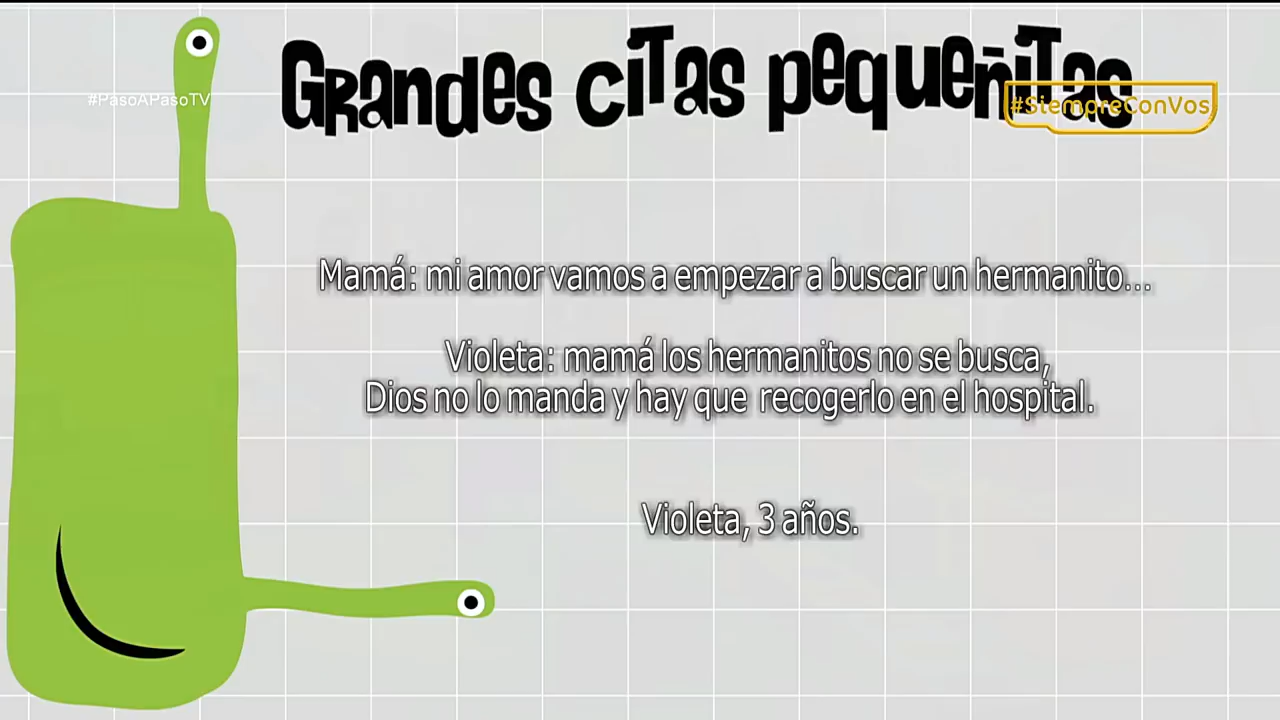 Grandes citas pequeñitas
#PasoAPasoTV
#SiempreConVos
Mamá: mi amor vamos a empezar a buscar un hermanito...
Violeta: mamá los hermanitos no se busca,
Dios no lo manda y hay que recogerlo en el hospital.
Violeta, 3 años.